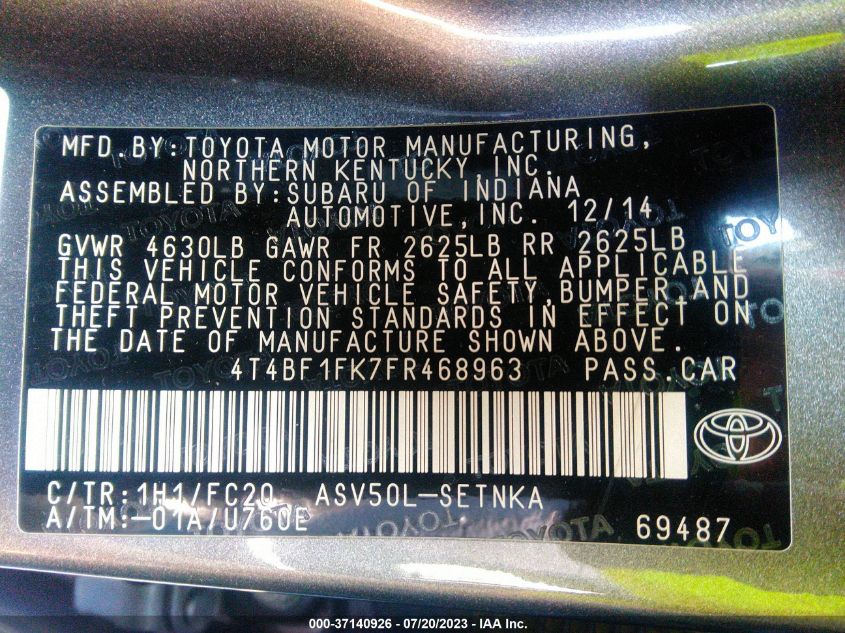 MFD.BY:TOYOTA MOTOR MANUFACTURING,
NORTHERN KENTUCKY,INC.
ASSEMBLED BY:SUBARU OF INDIANA
AUTOMOTIVE,INC. 12/14
GVWR 4630LB GAWR FR 2625LB RR 2625LB
THIS VEHICLE CONFORMS TO ALL APPLICABLE
FEDERAL MOTOR VEHICLE SAFETY,BUMPER,AND
THEFT PREVENTION STANDARDS IN EFFECT ON
THE DATE OF MANUFACTURE SHOWN ABOVE.
4T4BF1FK7FR468963 PASS.CAR
C/TR:1H1/FC20 ASV50L-SETNKA
A/TM:-01A/U760E 69487
000-37140926 - 07/20/2023 - IAA Inc.